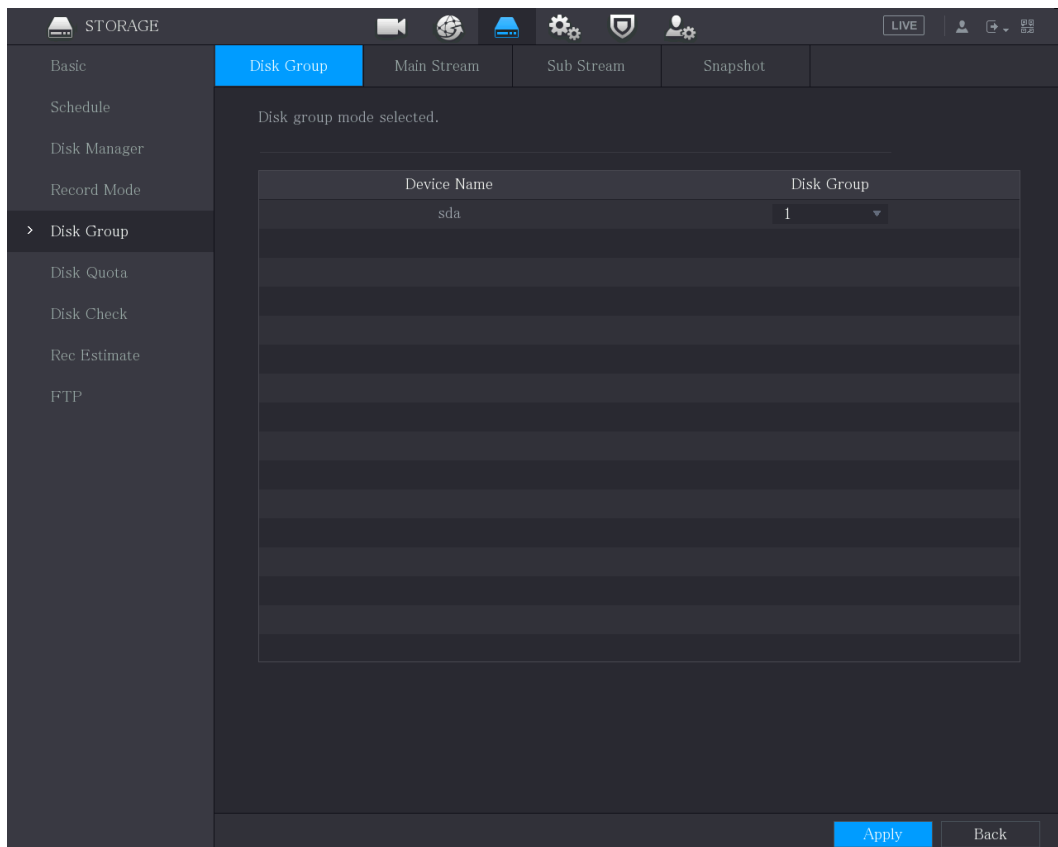 STORAGE
LIVE
Basic
Disk Group
Main Stream
Sub Stream
Snapshot
Schedule
Disk group mode selected.
Disk Manager
Record Mode
Device Name
Disk Group
sda
1
Disk Group
Disk Quota
Disk Check
Rec Estimate
FTP
Apply
Back